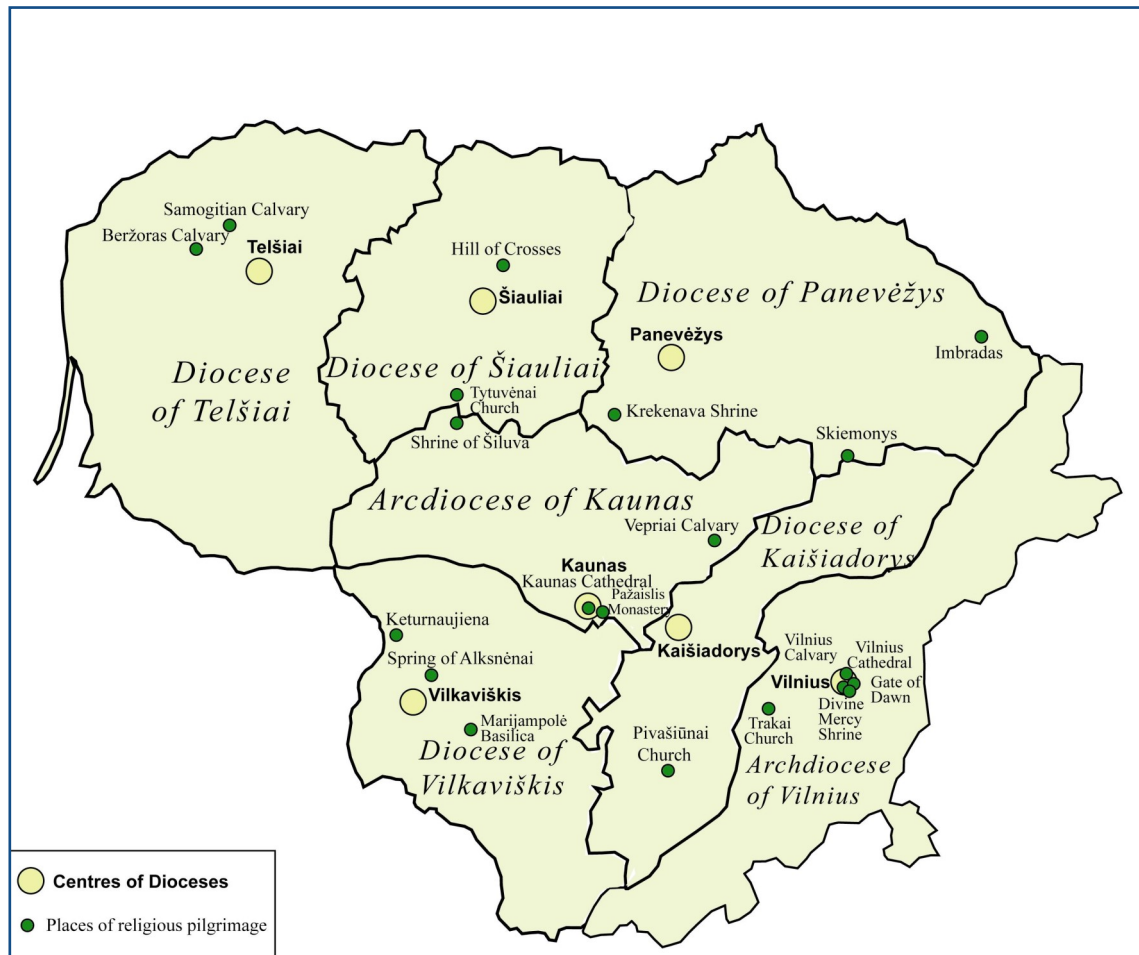 Samogitian Calvary
Beržoras Calvary
Telšiai
Hill of Crosses
Šiauliai
Diocese of Panevėžys
Panevėžys
Imbradas
Diocese
of Telšiai
Diocese of Šiauliai
Tytuvėnai
Church
Krekenava Shrine
Shrine of Šiluva
Skiemonys
Arcdiocese of Kaunas
Vepriai Calvary
Diocese of
Kaišiadorys
Kaunas
Kaunas Cathedral
Pažaislis
Monastery
Keturnaujiena
Kaišiadorys
Spring of Alksnėnai
Vilkaviškis
Vilnius
Calvary
Vilnius
Cathedral
Vilnius
Gate of
Dawn
Divine
Mercy
Shrine
Trakai
Church
Marijampolė
Basilica
Pivašiūnai
Church
Diocese of
Vilkaviškis
Archdiocese
of Vilnius
Centres of Dioceses
Places of religious pilgrimage